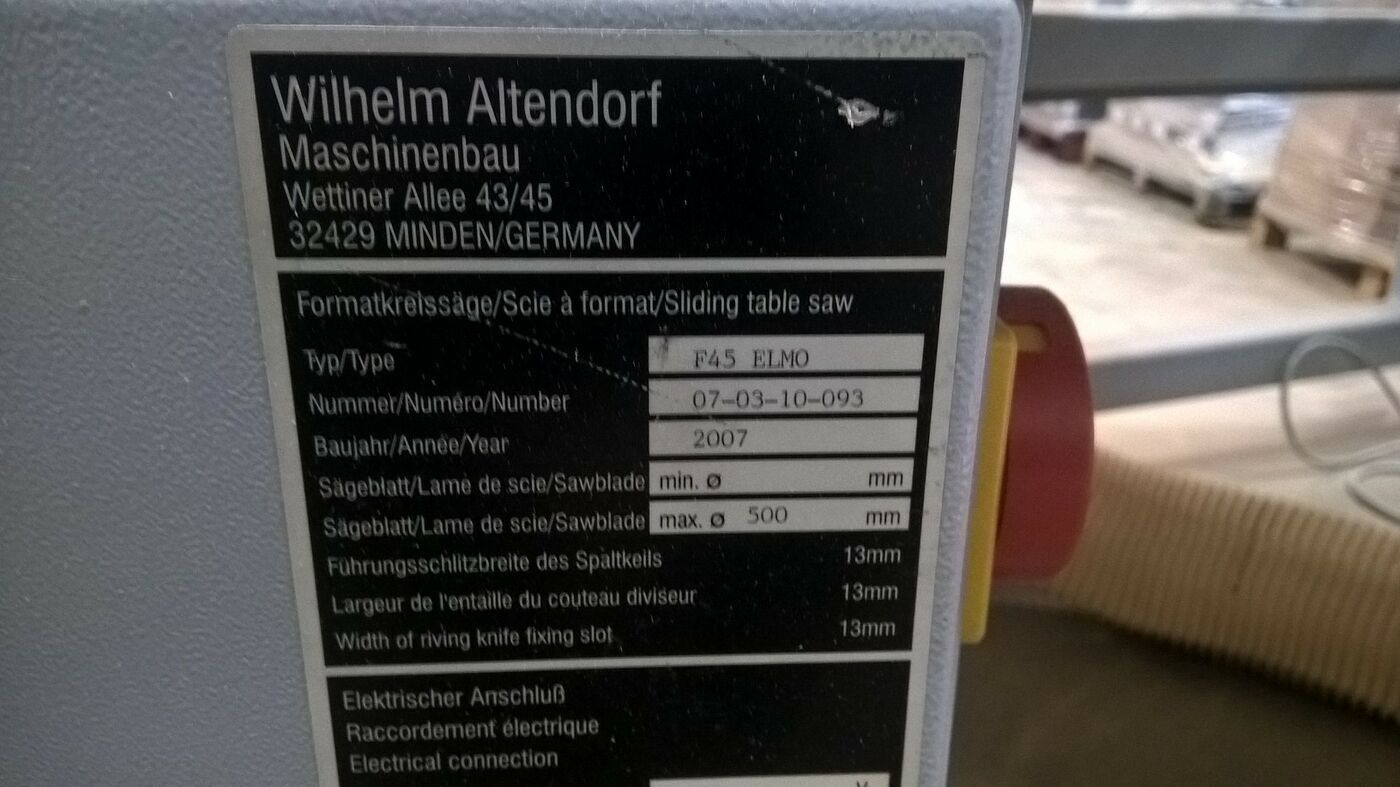 Wilhelm Altendorf
Maschinenbau
Wettiner Allee 43/45
32429 MINDEN/GERMANY
Formatkreissäge/Scie à format/Sliding table saw
Typ/Type F45 ELMO
Nummer/Numéro/Number 07-03-10-093
Baujahr/Année/Year 2007
Sägeblatt/Lame de scie/Sawblade min. ø mm
Sägeblatt/Lame de scie/Sawblade max. ø 500 mm
Führungsschlitzbreite des Spaltkeils 13mm
Largeur de l'entaille du couteau diviseur 13mm
Width of riving knife fixing slot 13mm
Elektrischer Anschluß
Raccordement électrique
Electrical connection